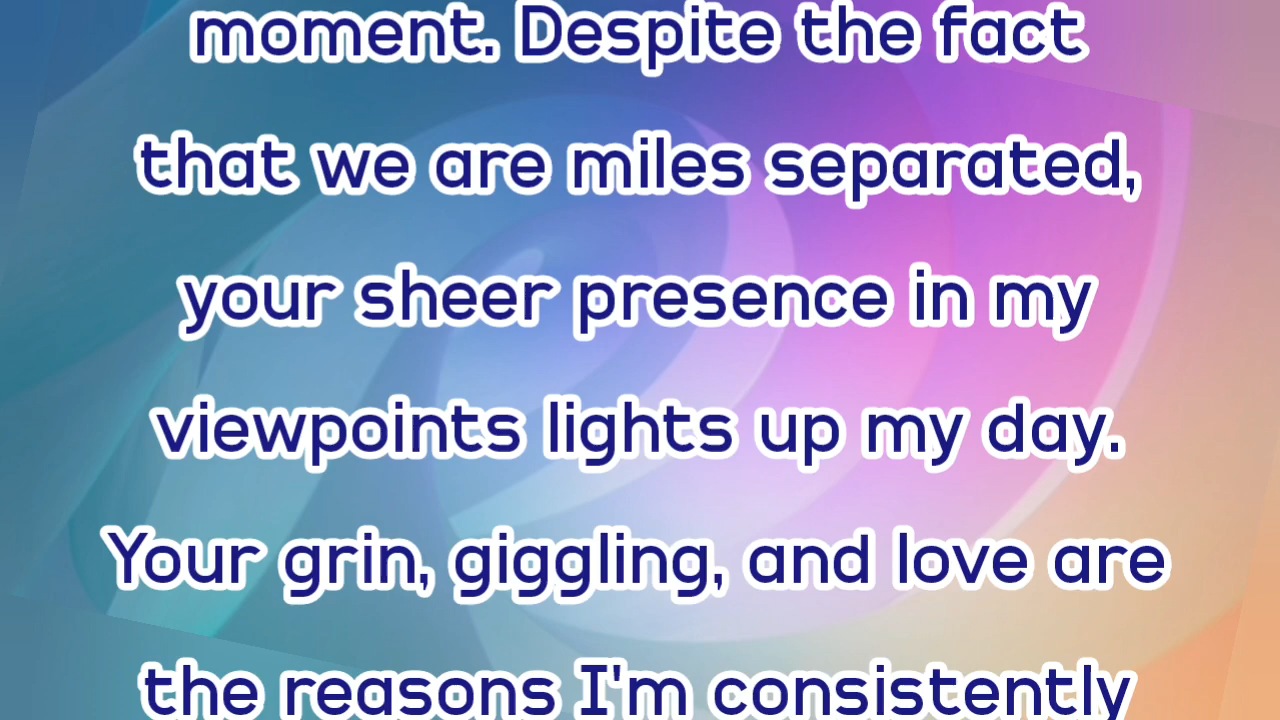 moment. Despite the fact
that we are miles separated,
your sheer presence in my
viewpoints lights up my day.
Your grin, giggling, and love are
the reasons I'm consistently